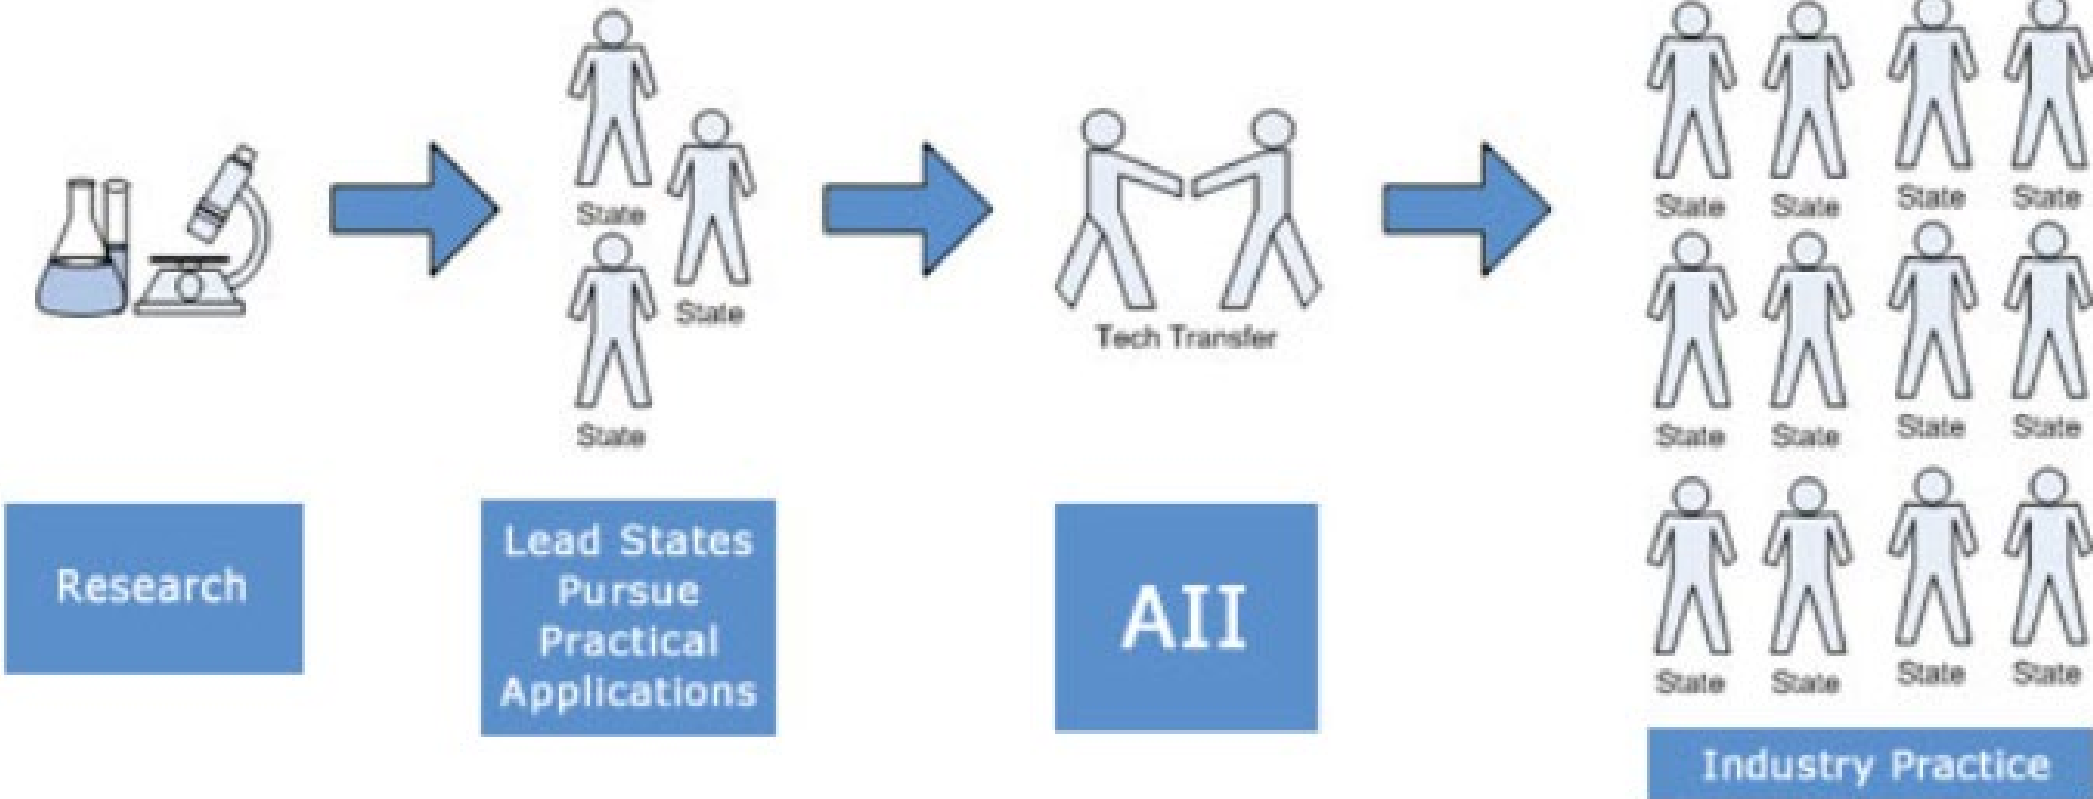 State
State
State
Tech Transfer
State State State State
State State State State
State State State State
Research
Lead States
Pursue
Practical
Applications
AII
Industry Practice